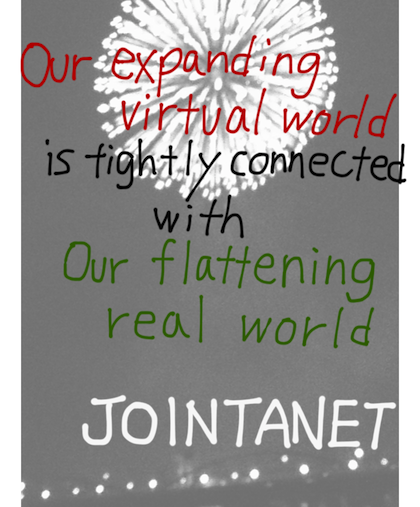 Our expanding
virtual world
is tightly connected
with
Our flattening
real world
JOINTANET